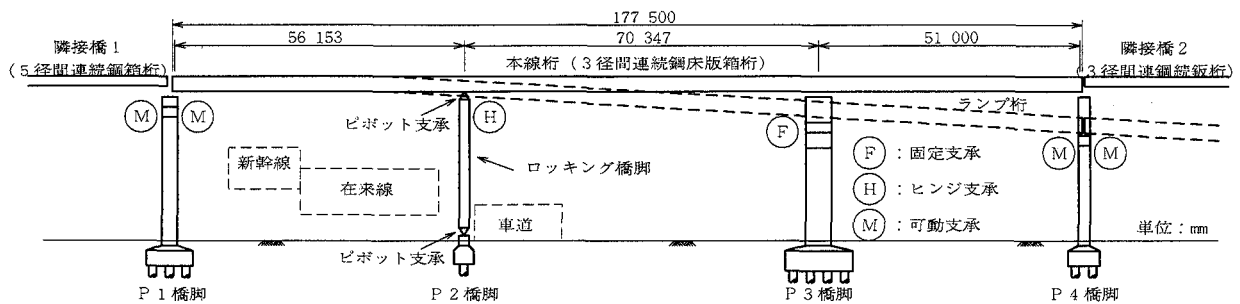 177 500
56 153
70 347
51 000
隣接橋1
(5径間連続鋼箱桁)
本線桁(3径間連続鋼床版箱桁)
隣接橋2
(3径間連鋼続鈑桁)
ランプ桁
M
M
ピボット支承
H
F
M
M
新幹線
在来線
ロッキング橋脚
車道
ピボット支承
F:固定支承
H:ヒンジ支承
M:可動支承
単位:mm
P1橋脚
P2橋脚
P3橋脚
P4橋脚